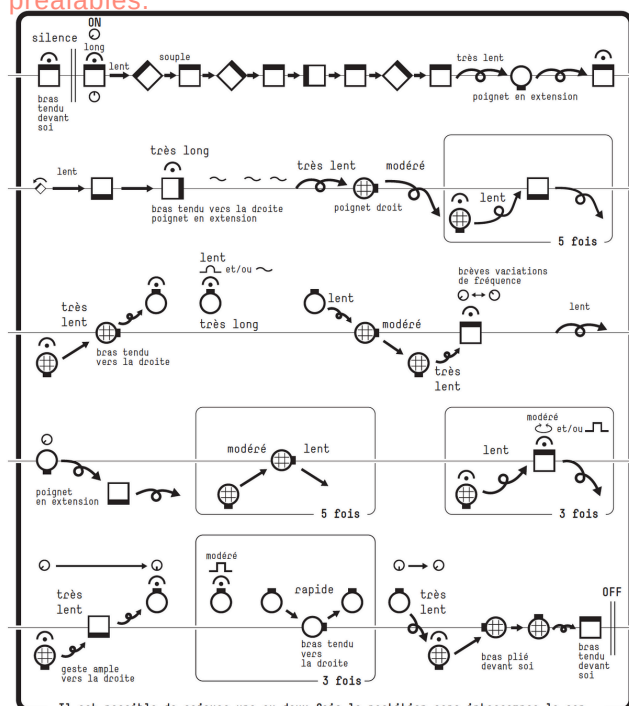 préalables.
ON
silence
long
lent
souple
très lent
bras
tendu
devant
soi
poignet en extension
lent
très long
très lent
modéré
bras tendu vers la droite
poignet en extension
poignet droit
lent
5 fois
lent
et/ou
très long
très
lent
bras tendu
vers la droite
lent
modéré
très
lent
brèves variations
de fréquence
lent
poignet
en extension
modéré
lent
5 fois
modéré
et/ou
lent
3 fois
très
lent
geste ample
vers la droite
modéré
rapide
bras tendu
vers
la droite
3 fois
très
lent
bras plié
devant soi
OFF
bras
tendu
devant
soi